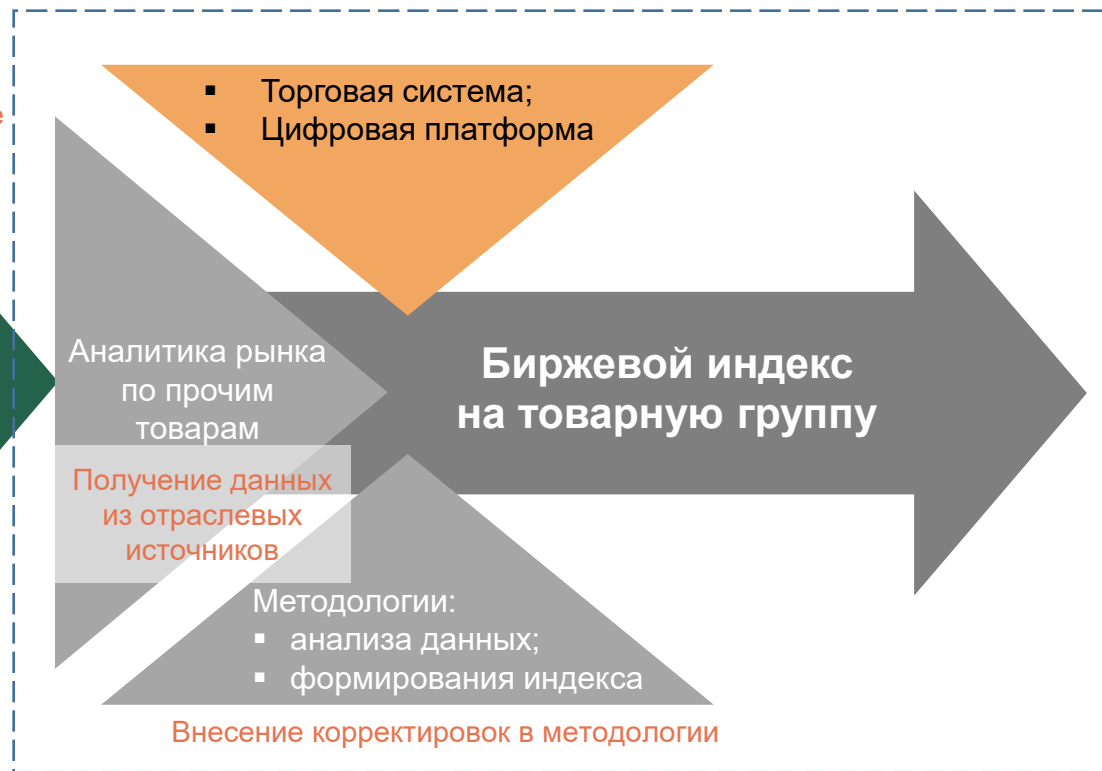 Торговая система;
Цифровая платформа
Аналитика рынка
по прочим
товарам
Биржевой индекс
на товарную группу
Получение данных
из отраслевых
источников
Методологии:
анализа данных;
формирования индекса
Внесение корректировок в методологии